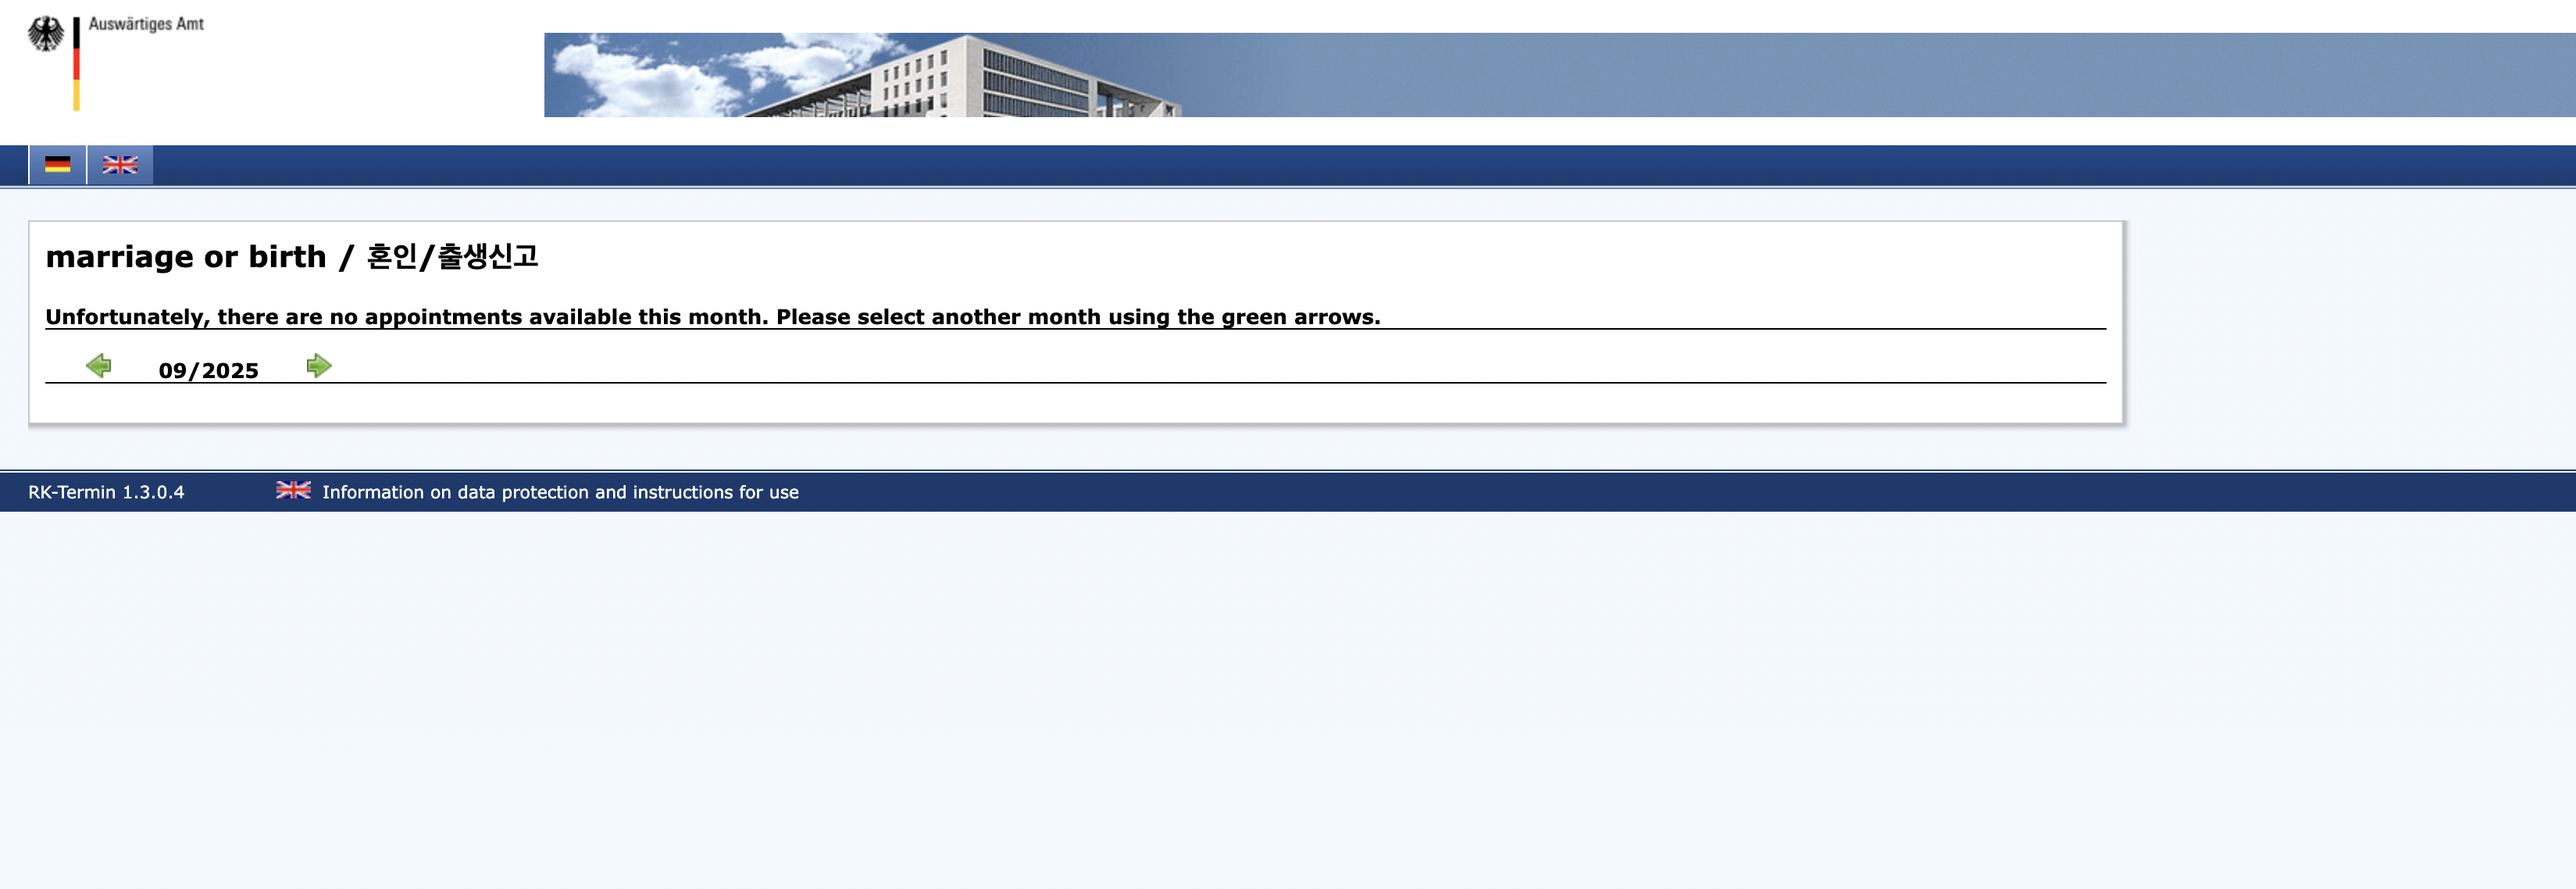 Auswärtiges Amt
marriage or birth / 혼인/출생신고
Unfortunately, there are no appointments available this month. Please select another month using the green arrows.
09/2025
RK-Termin 1.3.0.4 Information on data protection and instructions for use